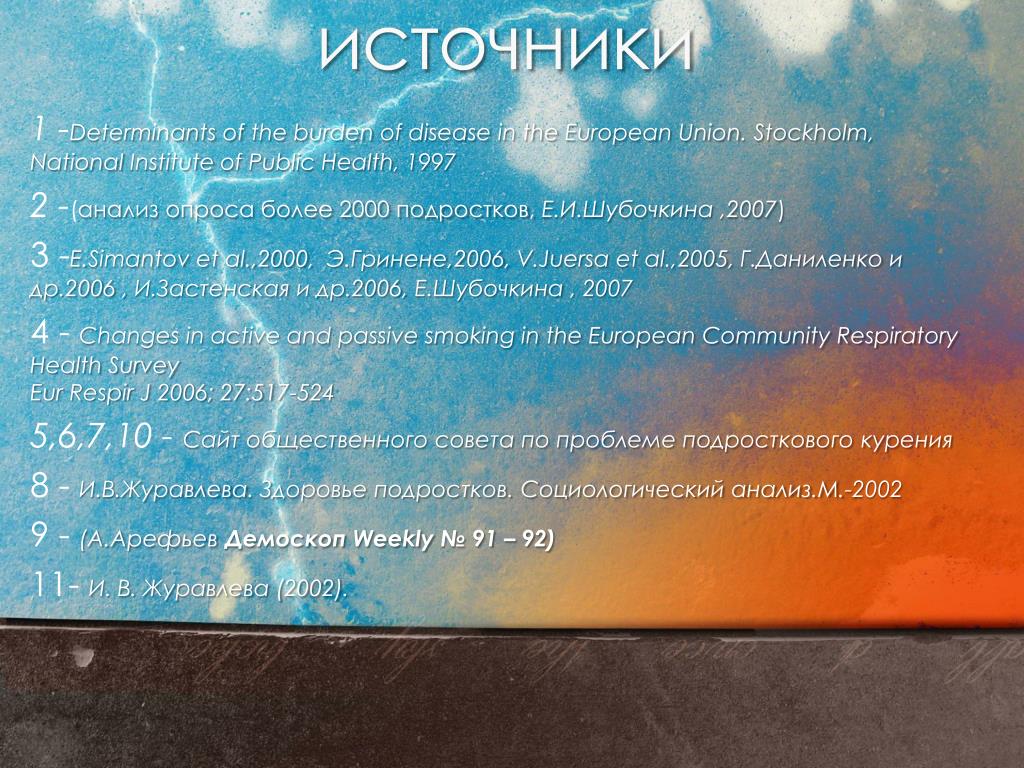 ИСТОЧНИКИ
1 -Determinants of the burden of disease in the European Union. Stockholm,
National Institute of Public Health, 1997
2 -(анализ опроса более 2000 подростков, Е.И.Шубочкина ,2007)
3 -E.Simantov et al.,2000,  Э.Гринене,2006, V.Juersa et al.,2005, Г.Даниленко и
др.2006 , И.Застенская и др.2006, Е.Шубочкина , 2007
4 - Changes in active and passive smoking in the European Community Respiratory
Health Survey
Eur Respir J 2006; 27:517-524
5,6,7,10 - Сайт общественного совета по проблеме подросткового курения
8 - И.В.Журавлева. Здоровье подростков. Социологический анализ.М.-2002
9 - (А.Арефьев Демоскоп Weekly № 91 – 92)
11- И. В. Журавлева (2002).